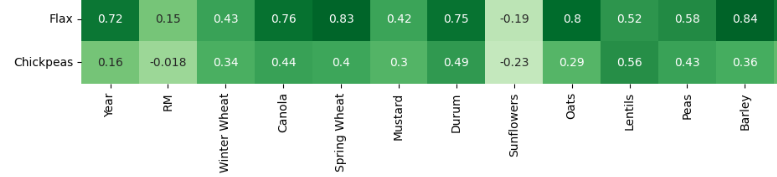 Flax 0.72 0.15 0.43 0.76 0.83 0.42 0.75 -0.19 0.8 0.52 0.58 0.84
Chickpeas 0.16 -0.018 0.34 0.44 0.4 0.3 0.49 -0.23 0.29 0.56 0.43 0.36
Year
RM
Winter Wheat
Canola
Spring Wheat
Mustard
Durum
Sunflowers
Oats
Lentils
Peas
Barley